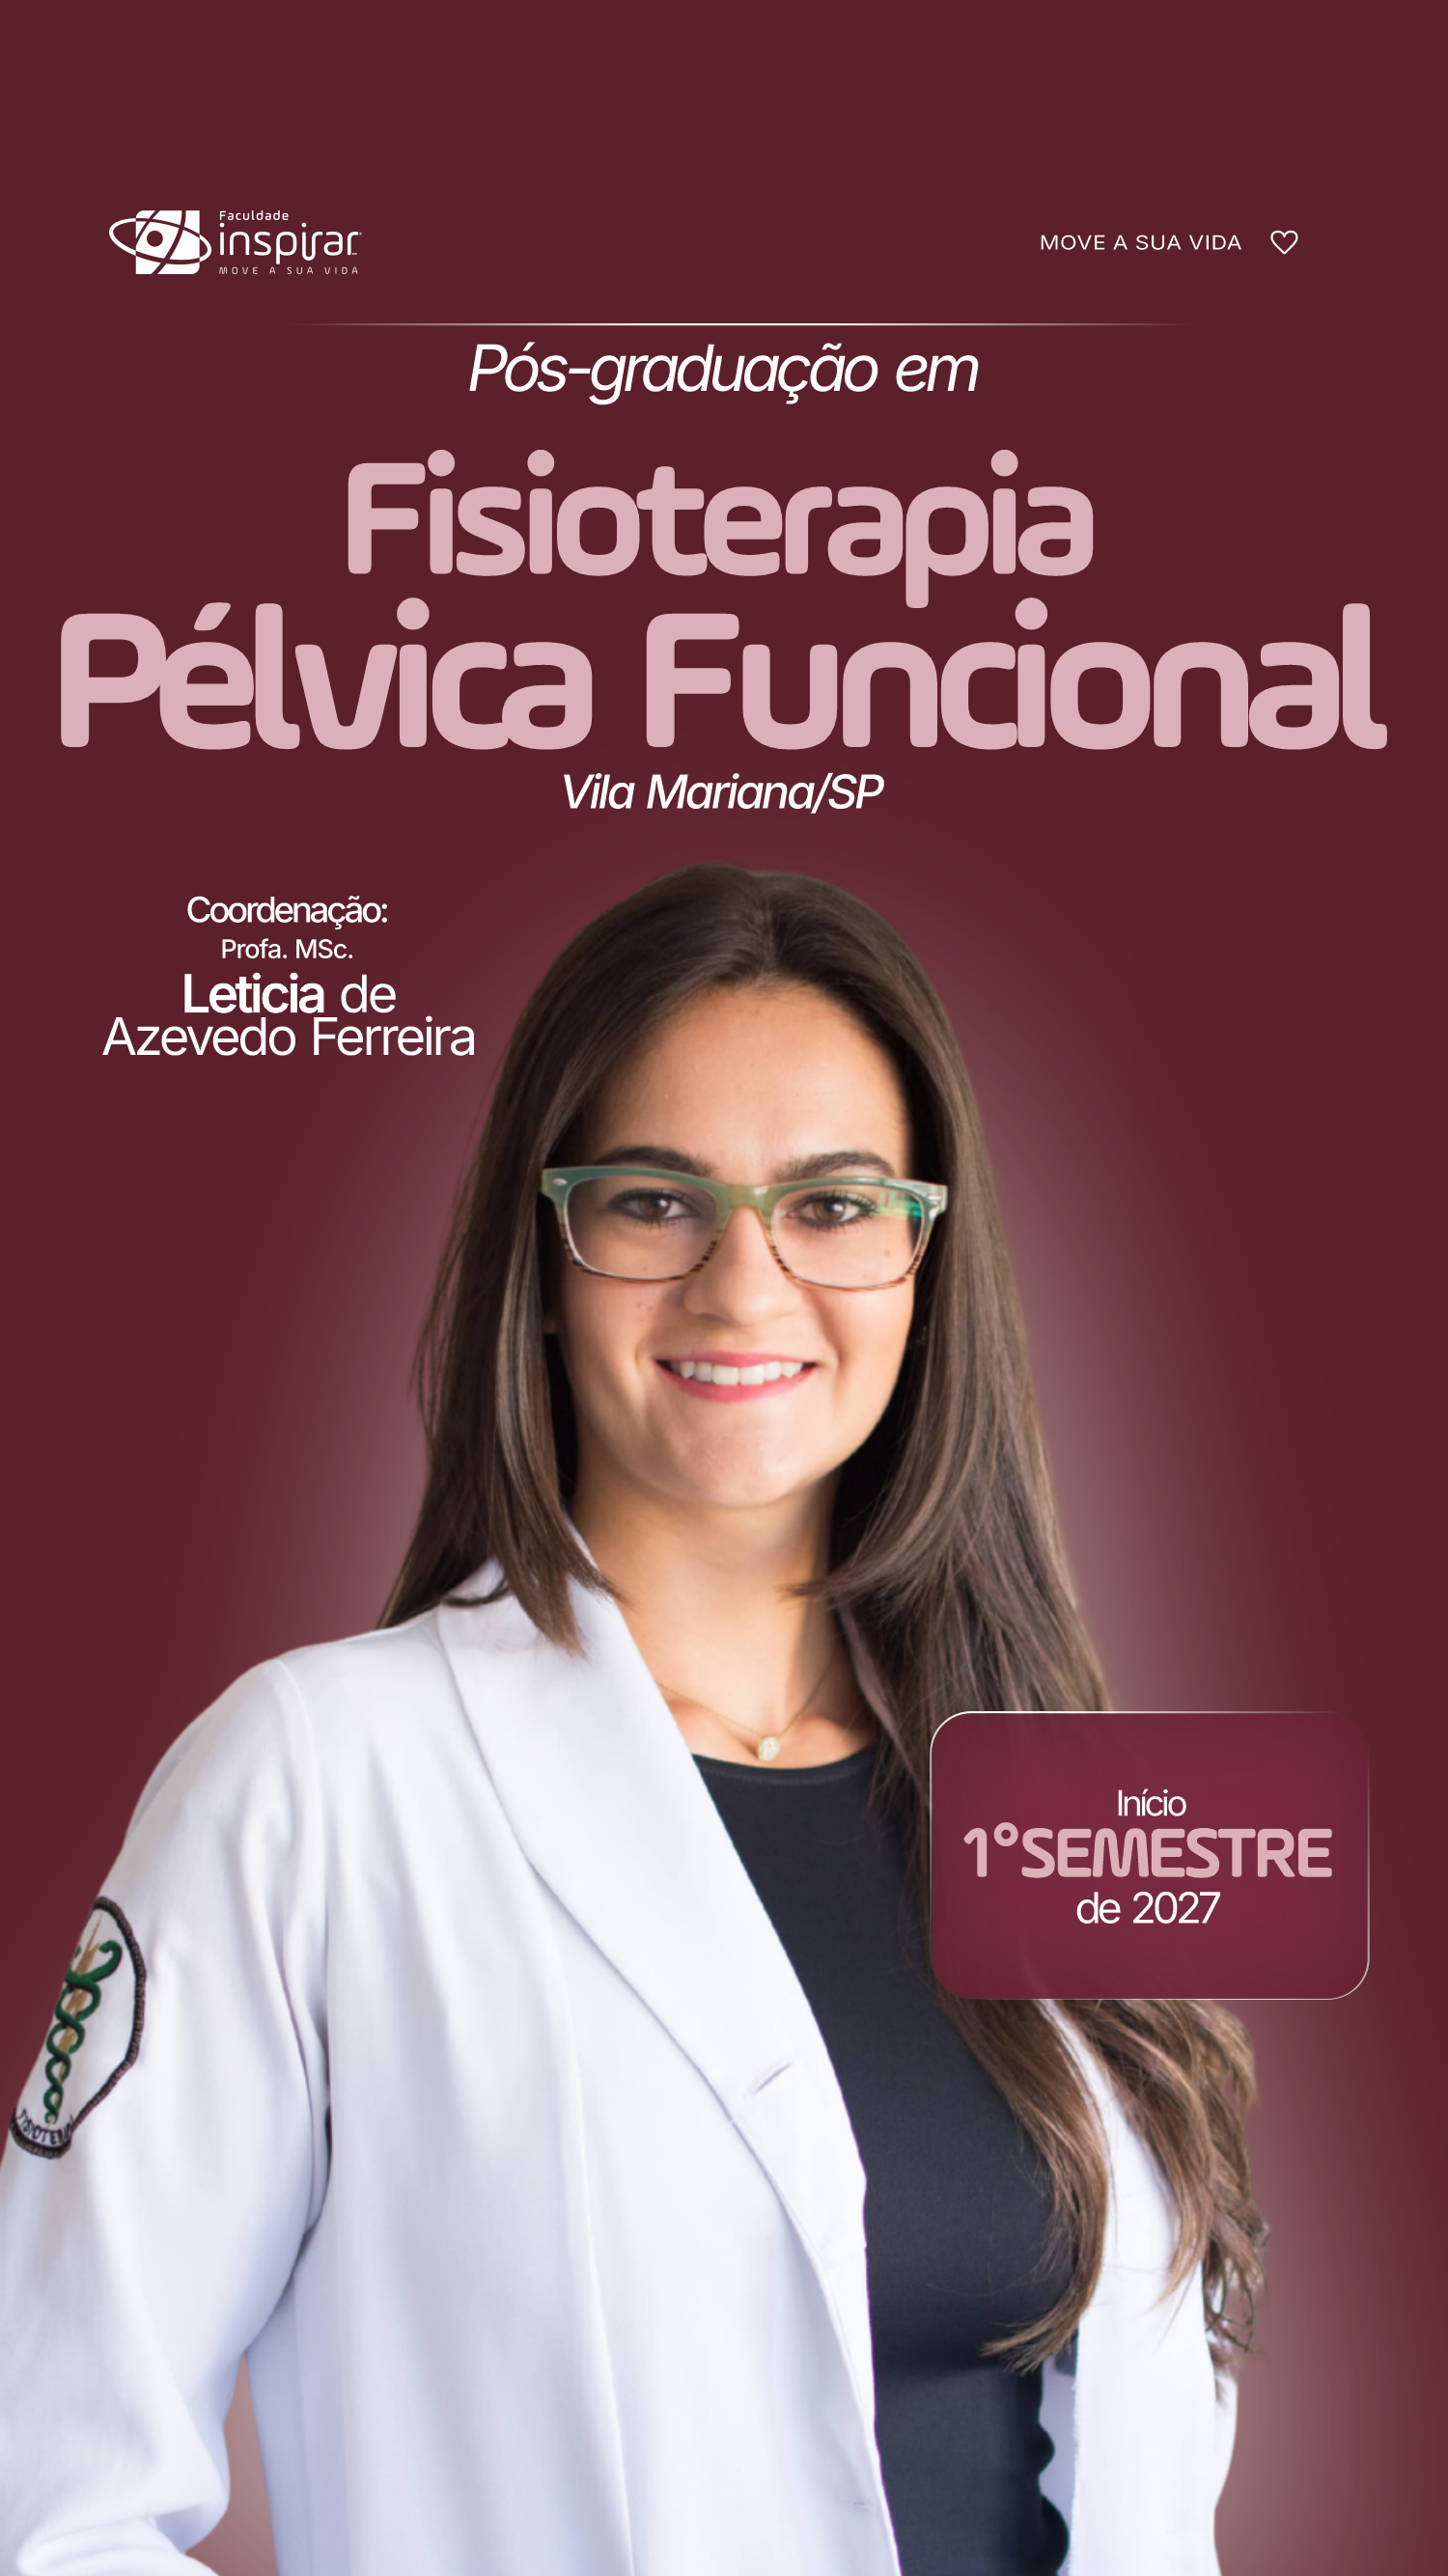 Faculdade
inspirar
MOVE A SUA VIDA
MOVE A SUA VIDA
Pós-graduação em
Fisioterapia
Pélvica Funcional
Vila Mariana/SP
Coordenação:
Profa. MSc.
Leticia de
Azevedo Ferreira
Início
1°SEMESTRE
de 2027